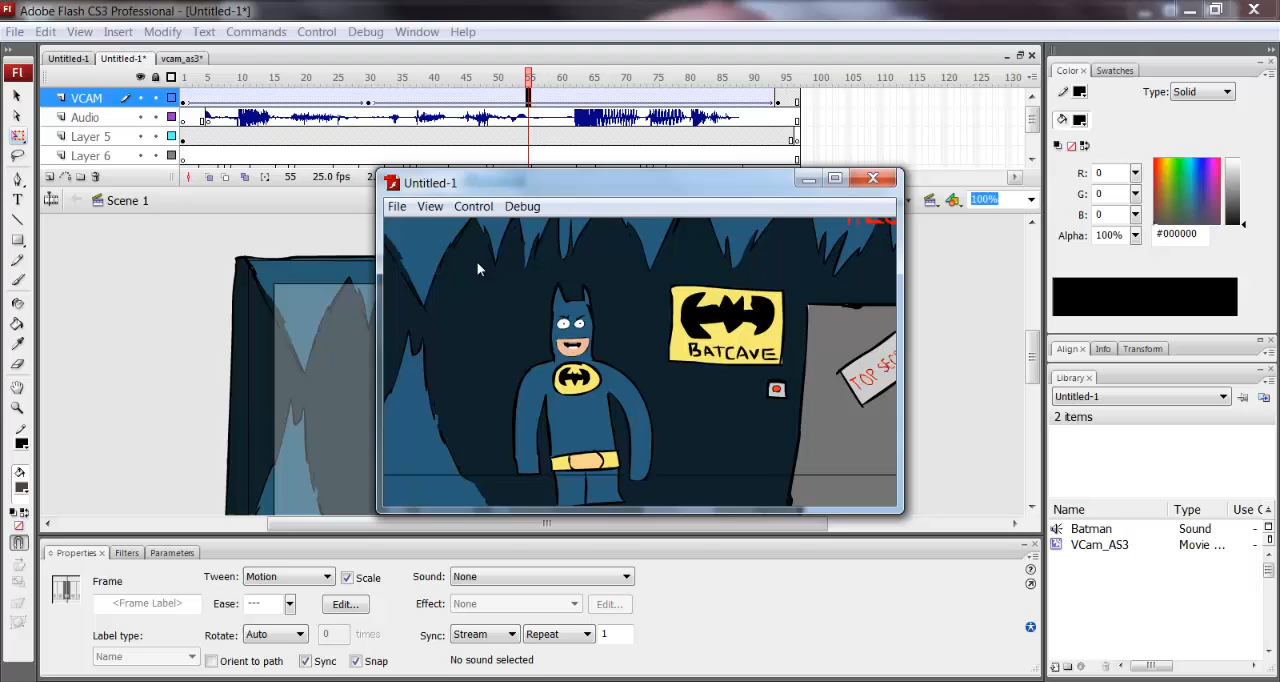 Fl Adobe Flash CS3 Professional - [Untitled-1*]
File Edit View Insert Modify Text Commands Control Debug Window Help
Untitled-1 Untitled-1* vcam_as3*
1 5 10 15 20 25 30 35 40 45 50 55 60 65 70 75 80 85 90 95 100 105 110 115 120 125 130
VCAM
Audio
Layer 5
Layer 6
55 25.0 fps
Scene 1
100%
Untitled-1
File View Control Debug
BATCAVE
Fl
T
Color Swatches
Type: Solid
R: 0
G: 0
B: 0
Alpha: 100%
#000000
Align Info Transform
Library
Untitled-1
2 items
Name Type Use C
Batman Sound -
VCam_AS3 Movie ... -
Properties Filters Parameters
Frame
<Frame Label>
Label type:
Name
Tween: Motion Scale
Ease: --- Edit...
Rotate: Auto 0 times
Orient to path Sync Snap
Sound: None
Effect: None Edit...
Sync: Stream Repeat 1
No sound selected